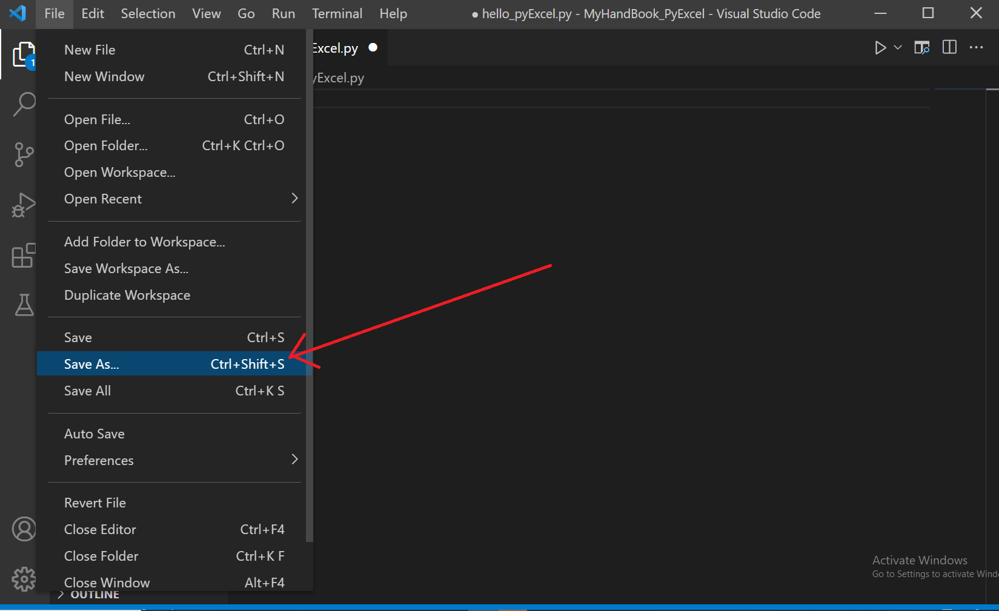 File Edit Selection View Go Run Terminal Help ● hello_pyExcel.py - MyHandBook_PyExcel - Visual Studio Code
New File Ctrl+N
Excel.py
1
New Window Ctrl+Shift+N
yExcel.py
Open File... Ctrl+O
Open Folder... Ctrl+K Ctrl+O
Open Workspace...
Open Recent
Add Folder to Workspace...
Save Workspace As...
Duplicate Workspace
Save Ctrl+S
Save As... Ctrl+Shift+S
Save All Ctrl+K S
Auto Save
Preferences
Revert File
Close Editor Ctrl+F4
Close Folder Ctrl+K F
Close Window Alt+F4
OUTLINE
Activate Windows
Go to Settings to activate Wind